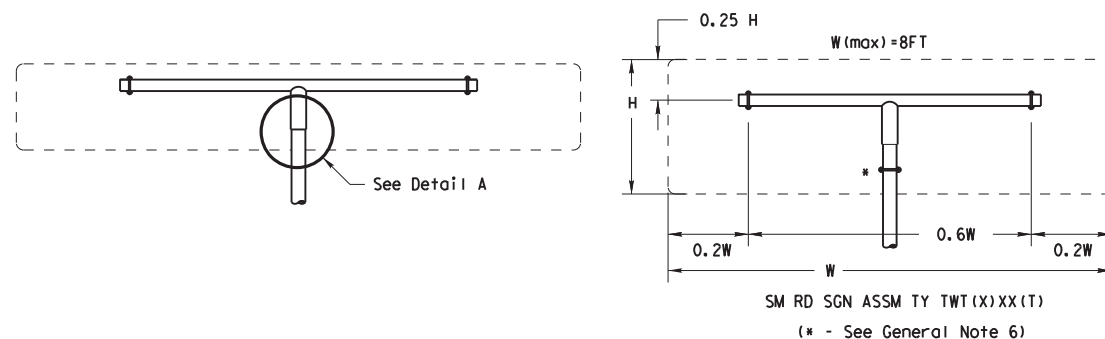 See Detail A
0.25 H
W(max)=8FT
H
*
0.2W
0.6W
0.2W
W
SM RD SGN ASSM TY TWT(X)XX(T)
(* - See General Note 6)